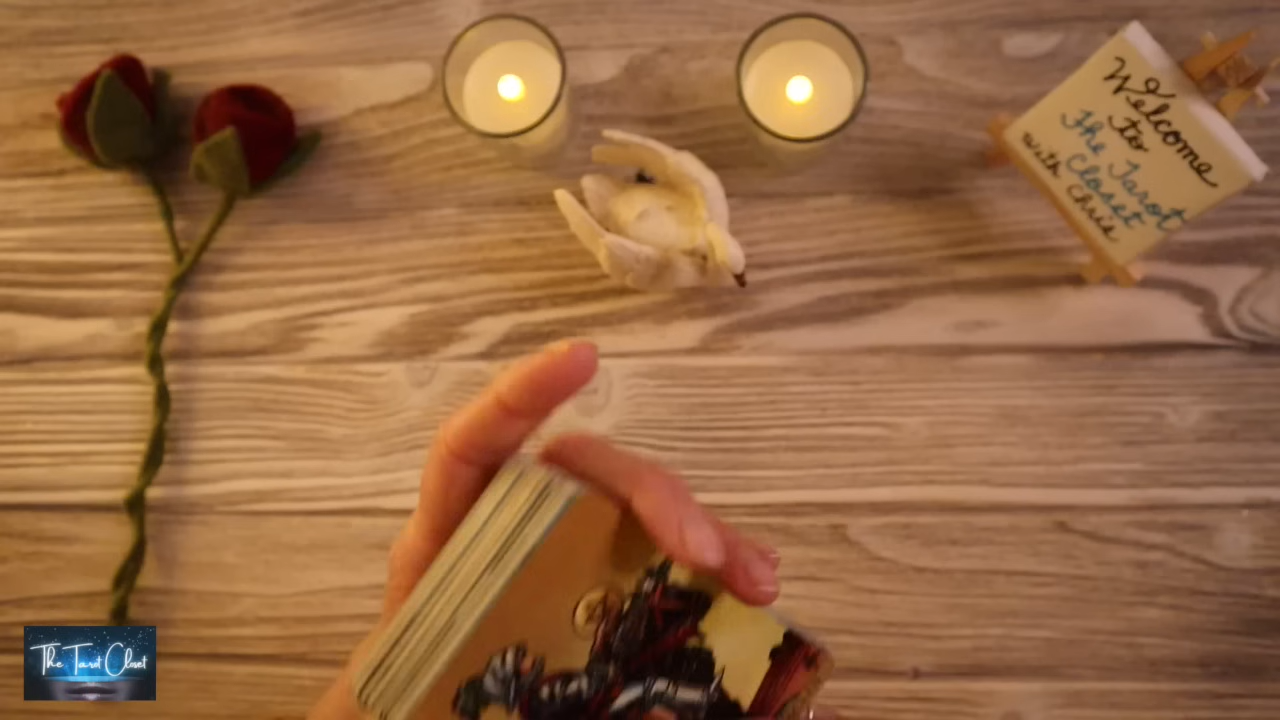 Welcome
to
The Tarot
Closet
with Chris
The Tarot Closet